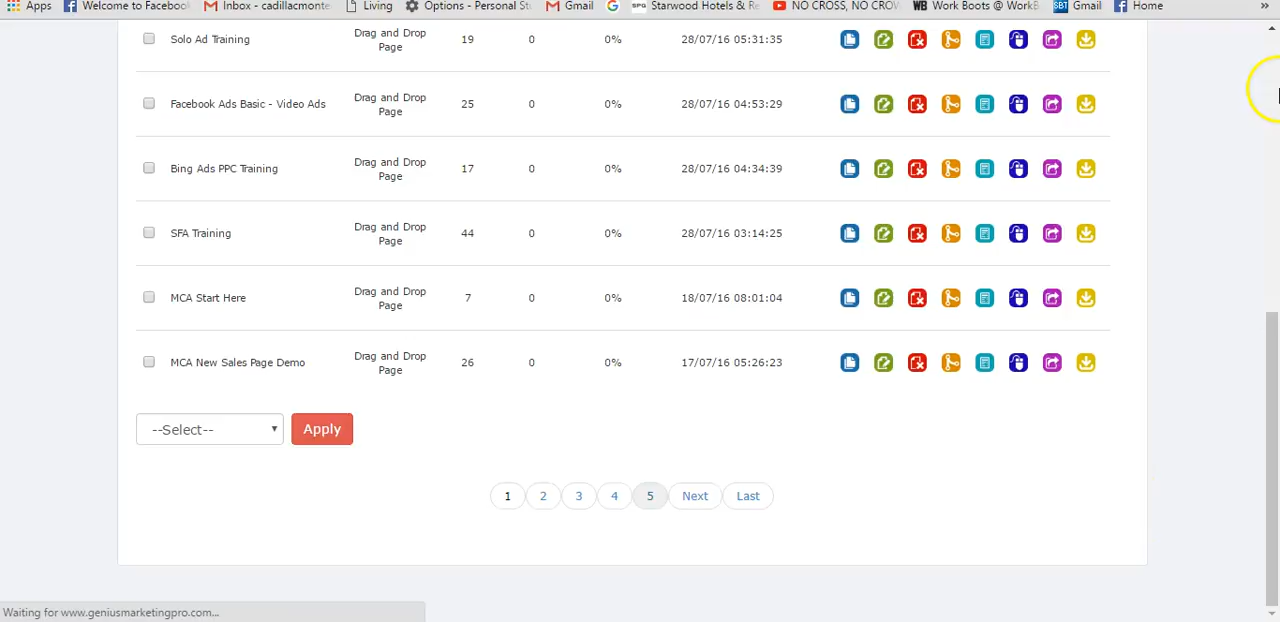 Apps Welcome to Facebook Inbox - cadillacmonte Living Options - Personal St Gmail Starwood Hotels & Re NO CROSS, NO CROW Work Boots @ WorkB Gmail Home »
Solo Ad Training Drag and Drop Page 19 0 0% 28/07/16 05:31:35
Facebook Ads Basic - Video Ads Drag and Drop Page 25 0 0% 28/07/16 04:53:29
Bing Ads PPC Training Drag and Drop Page 17 0 0% 28/07/16 04:34:39
SFA Training Drag and Drop Page 44 0 0% 28/07/16 03:14:25
MCA Start Here Drag and Drop Page 7 0 0% 18/07/16 08:01:04
MCA New Sales Page Demo Drag and Drop Page 26 0 0% 17/07/16 05:26:23
--Select-- Apply
1 2 3 4 5 Next Last
Waiting for www.geniusmarketingpro.com...